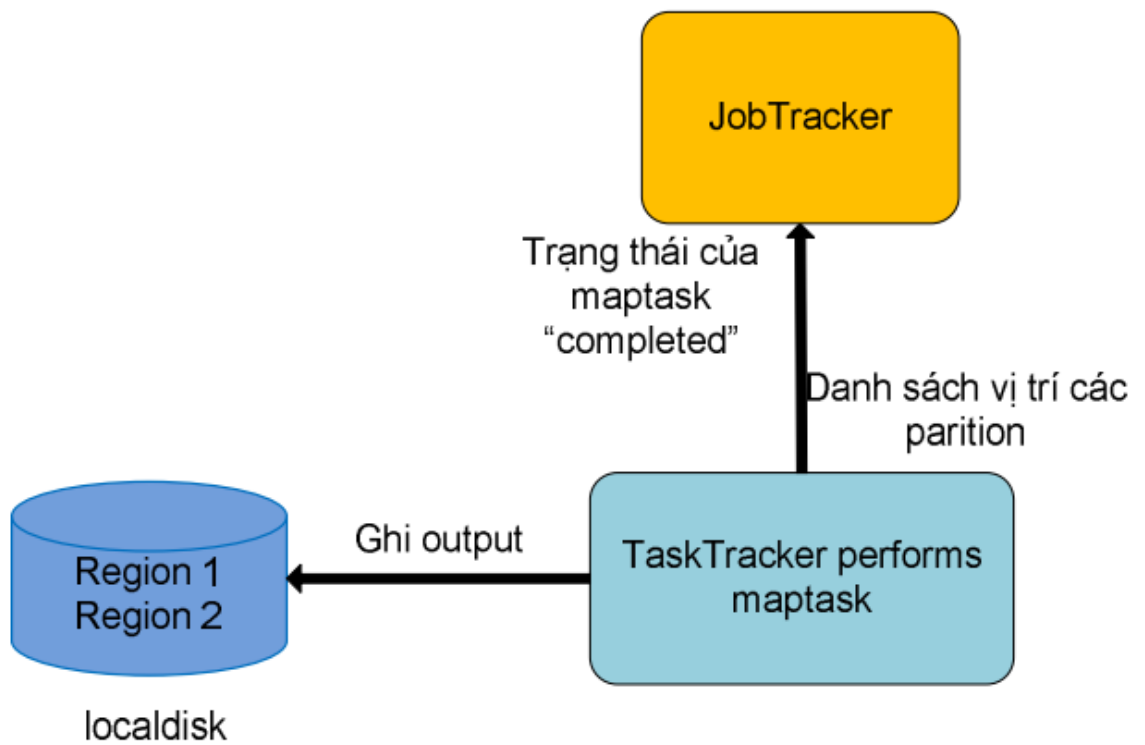 JobTracker
Trạng thái của
maptask
“completed”
Danh sách vị trí các
parition
Ghi output
TaskTracker performs
maptask
Region 1
Region 2
localdisk